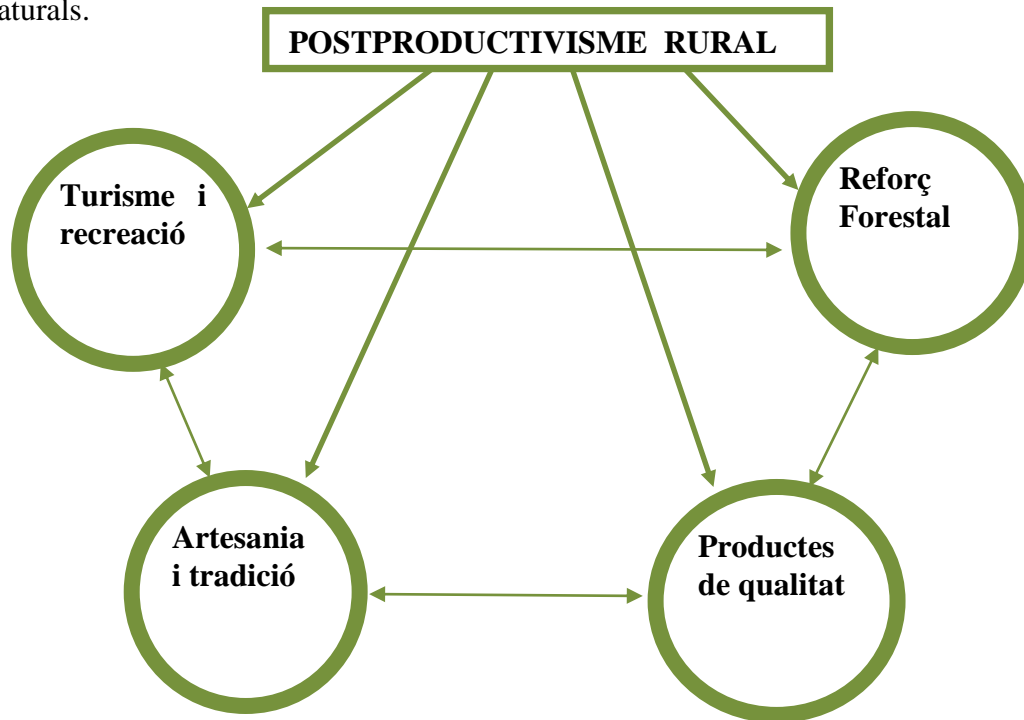 aturals.
POSTPRODUCTIVISME RURAL
Turisme i
recreació
Reforç
Forestal
Artesania
i tradició
Productes
de qualitat